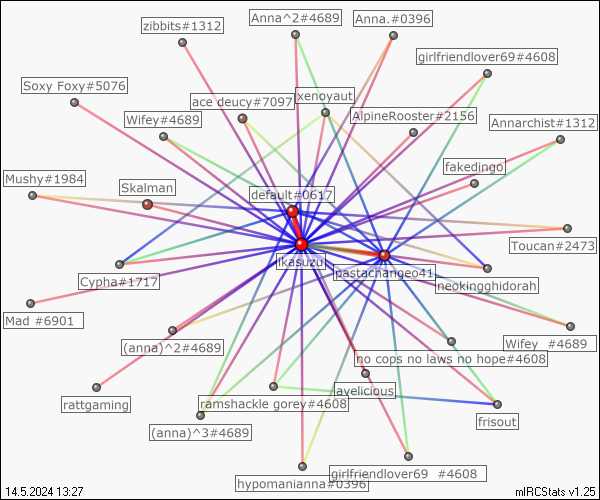 Anna^2#4689
Anna.#0396
zibbits#1312
girlfriendlover69#4608
Soxy Foxy#5076
xenoyaut
ace deucy#7097
AlpineRooster#2156
Wifey#4689
Annarchist#1312
fakedingo
Mushy#1984
Skalman
default#0617
Toucan#2473
ikasuzu
pastachangeo41
Cypha#1717
neokingghidorah
Mad #6901
(anna)^2#4689
Wifey #4689
no cops no laws no hope#4608
lavelicious
rattgaming
ramshackle gorey#4608
frisout
(anna)^3#4689
girlfriendlover69 #4608
hypomanianna#0396
14.5.2024 13:27
mIRCStats v1.25